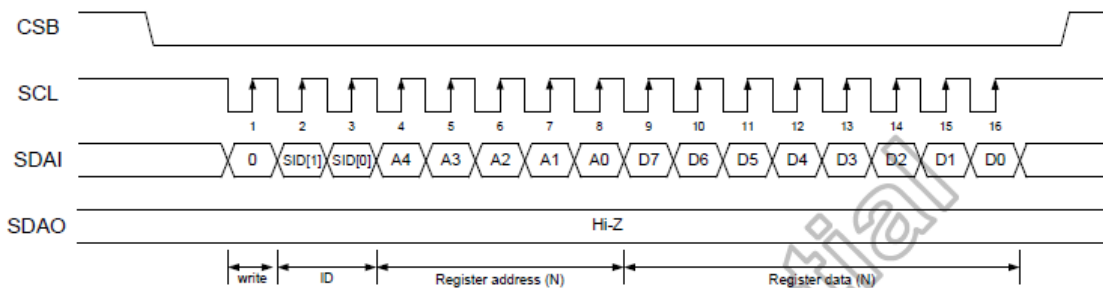 CSB
SCL
1 2 3 4 5 6 7 8 9 10 11 12 13 14 15 16
SDAI 0 SID[1] SID[0] A4 A3 A2 A1 A0 D7 D6 D5 D4 D3 D2 D1 D0
SDAO Hi-Z
write ID Register address (N) Register data (N)